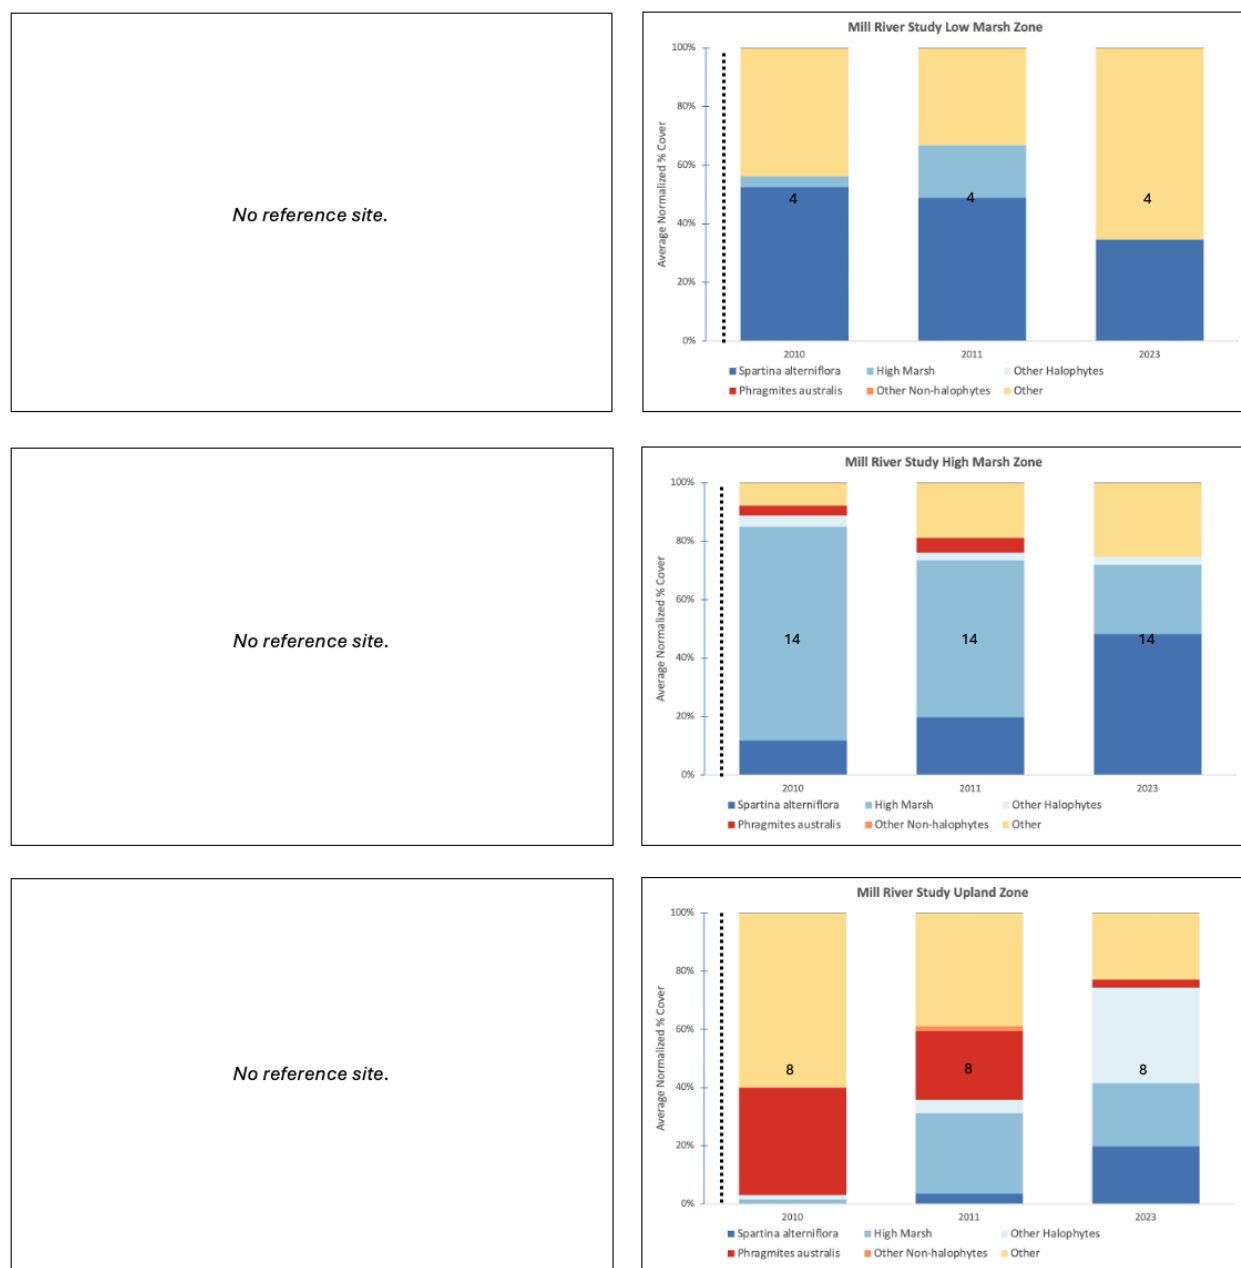 No reference site.
Mill River Study Low Marsh Zone
Average Normalized % Cover
100%
80%
60%
40%
20%
0%
4
4
4
2010
2011
2023
Spartina alterniflora
High Marsh
Other Halophytes
Phragmites australis
Other Non-halophytes
Other
No reference site.
Mill River Study High Marsh Zone
Average Normalized % Cover
100%
80%
60%
40%
20%
0%
14
14
14
2010
2011
2023
Spartina alterniflora
High Marsh
Other Halophytes
Phragmites australis
Other Non-halophytes
Other
No reference site.
Mill River Study Upland Zone
Average Normalized % Cover
100%
80%
60%
40%
20%
0%
8
8
8
2010
2011
2023
Spartina alterniflora
High Marsh
Other Halophytes
Phragmites australis
Other Non-halophytes
Other